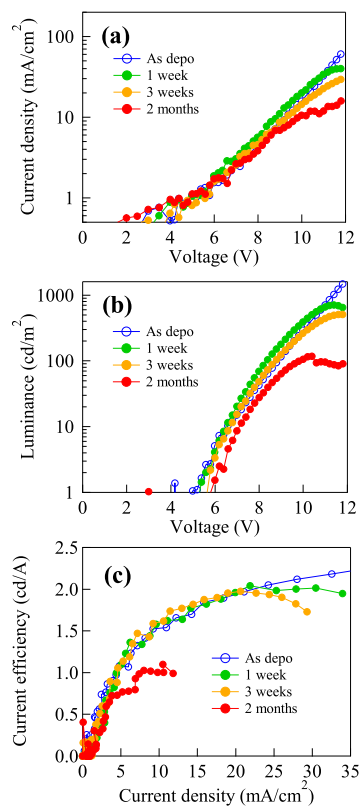 (a)
As depo
1 week
3 weeks
2 months
100
10
1
Current density (mA/cm²)
0 2 4 6 8 10 12
Voltage (V)
(b)
As depo
1 week
3 weeks
2 months
1000
100
10
1
Luminance (cd/m²)
0 2 4 6 8 10 12
Voltage (V)
(c)
As depo
1 week
3 weeks
2 months
2.5
2.0
1.5
1.0
0.5
0.0
Current efficiency (cd/A)
0 5 10 15 20 25 30 35
Current density (mA/cm²)